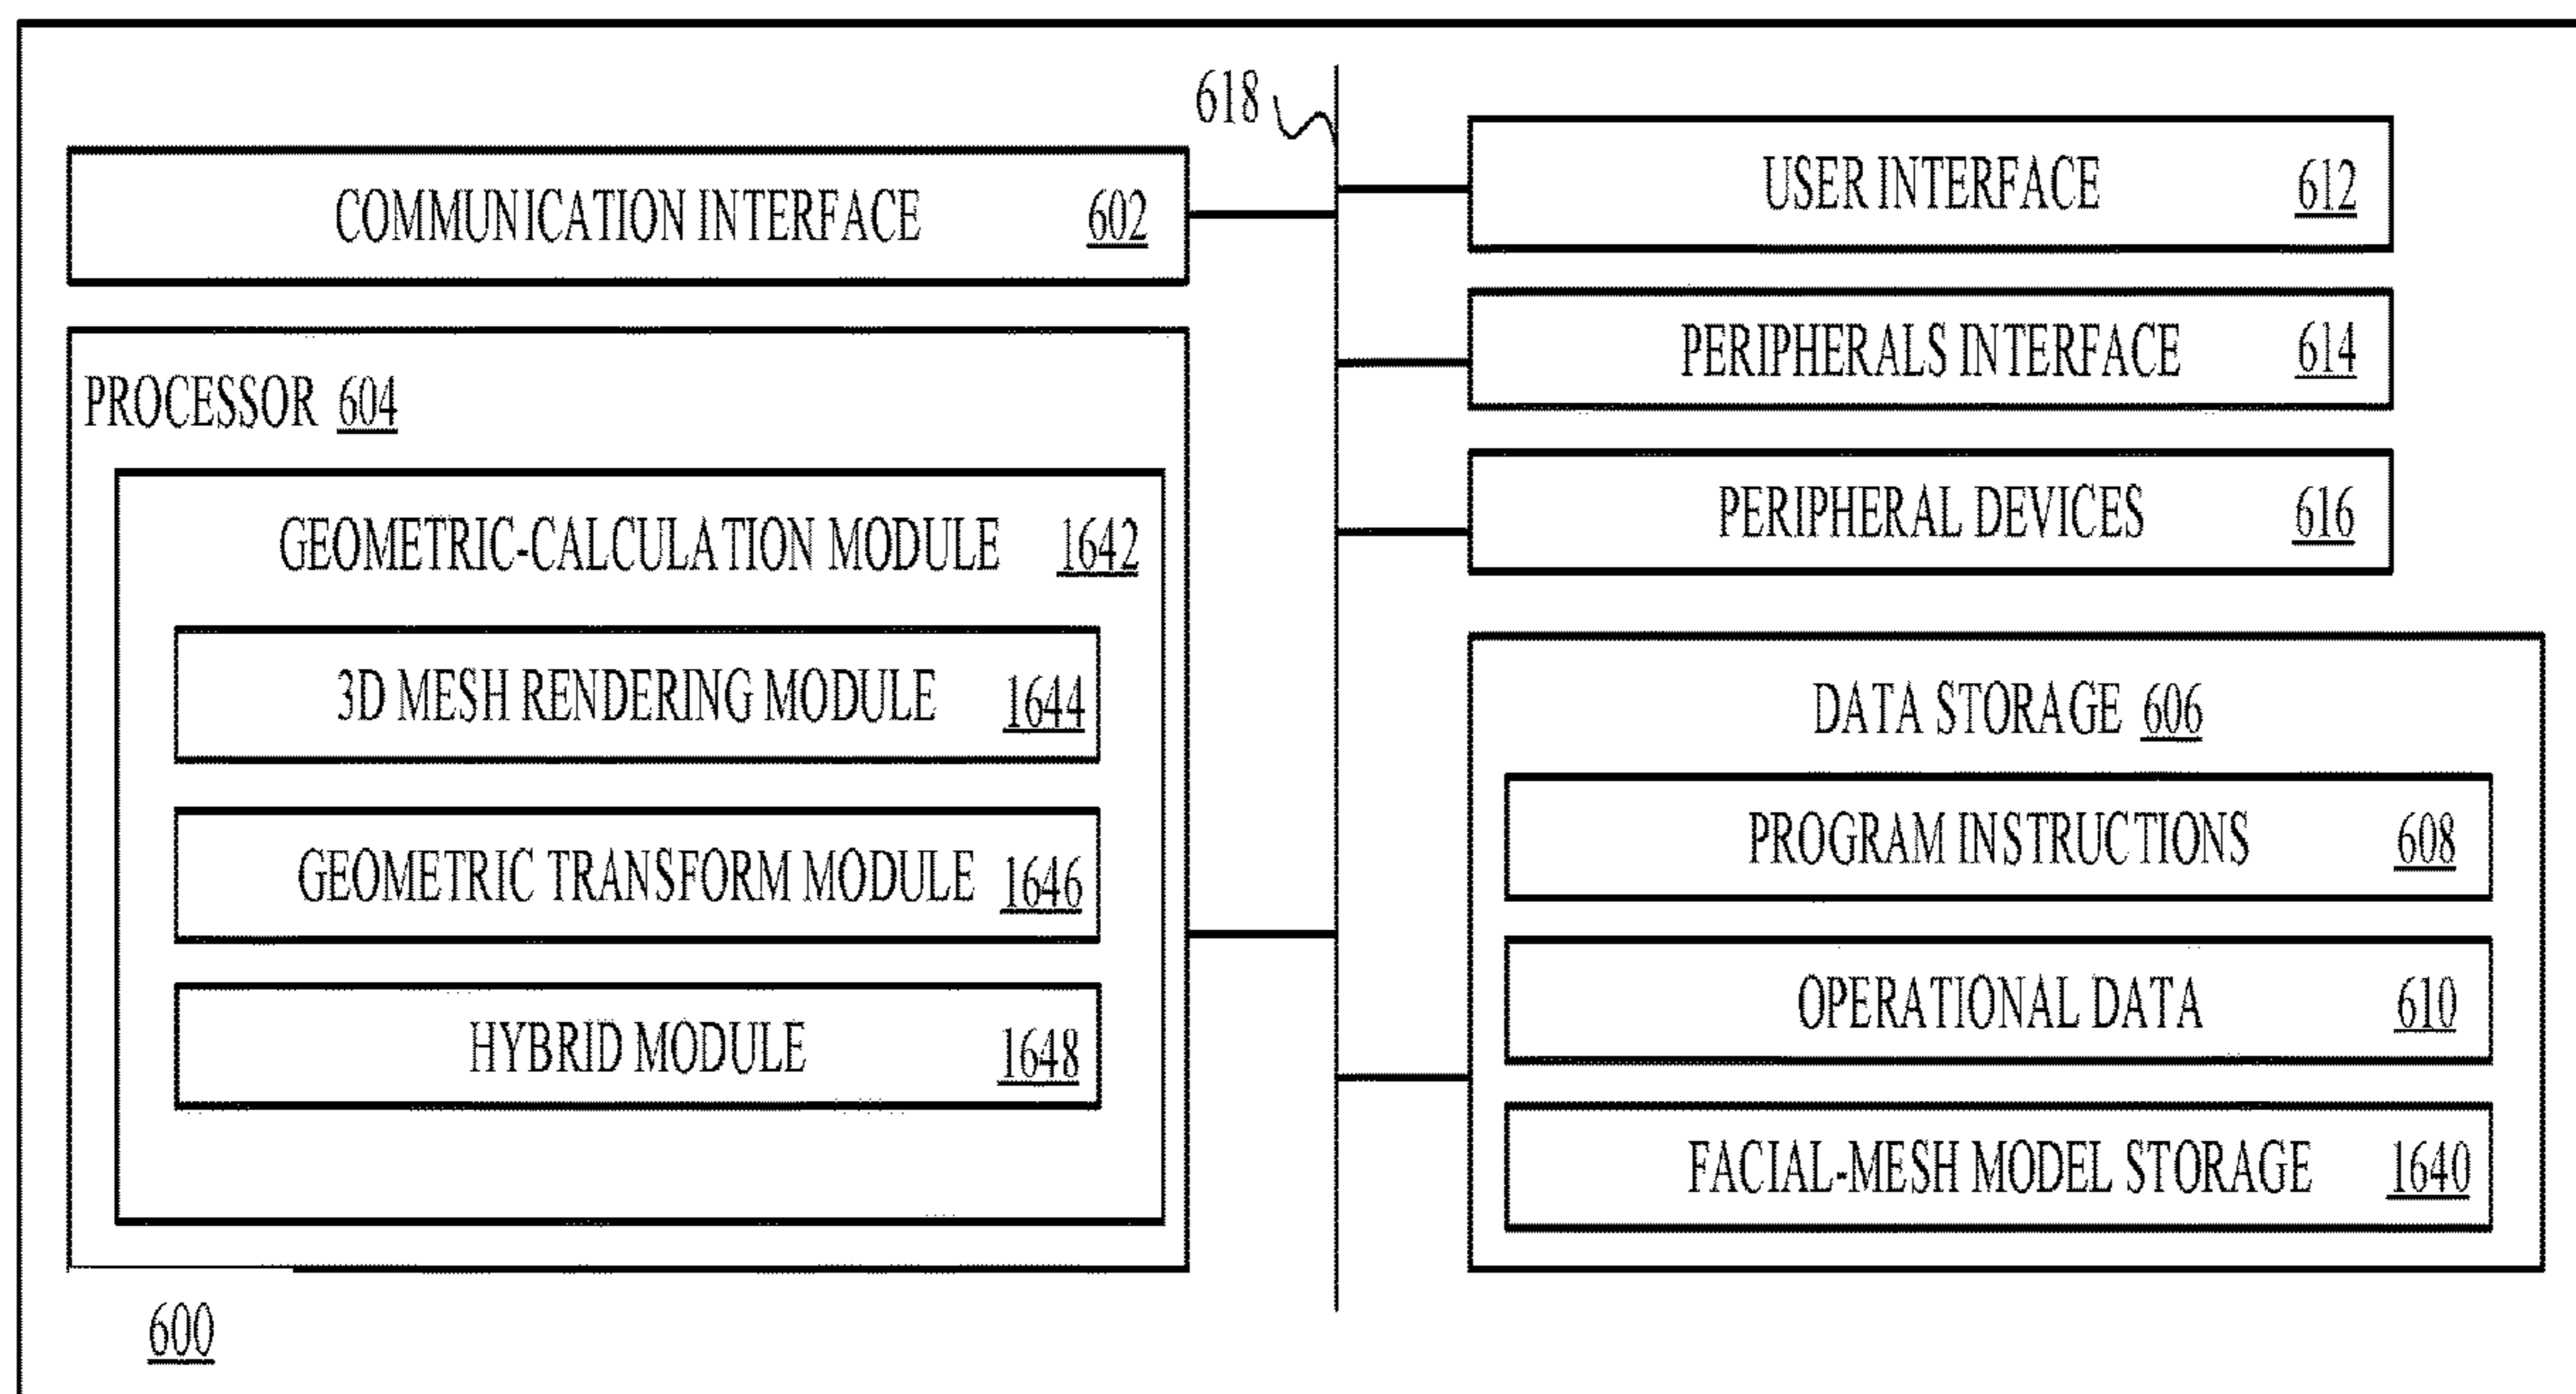 618
COMMUNICATION INTERFACE 602
PROCESSOR 604
GEOMETRIC-CALCULATION MODULE 1642
3D MESH RENDERING MODULE 1644
GEOMETRIC TRANSFORM MODULE 1646
HYBRID MODULE 1648
USER INTERFACE 612
PERIPHERALS INTERFACE 614
PERIPHERAL DEVICES 616
DATA STORAGE 606
PROGRAM INSTRUCTIONS 608
OPERATIONAL DATA 610
FACIAL-MESH MODEL STORAGE 1640
600